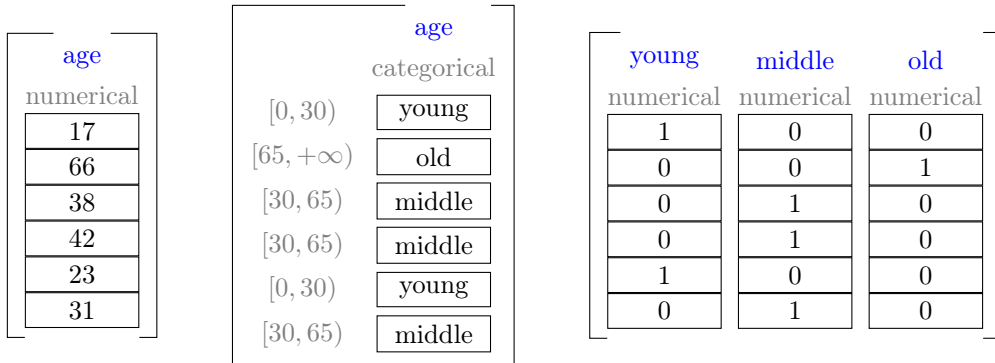 age
numerical
17
66
38
42
23
31
age
categorical
[0, 30) young
[65, +∞) old
[30, 65) middle
[30, 65) middle
[0, 30) young
[30, 65) middle
young middle old
numerical numerical numerical
1 0 0
0 0 1
0 1 0
0 1 0
1 0 0
0 1 0